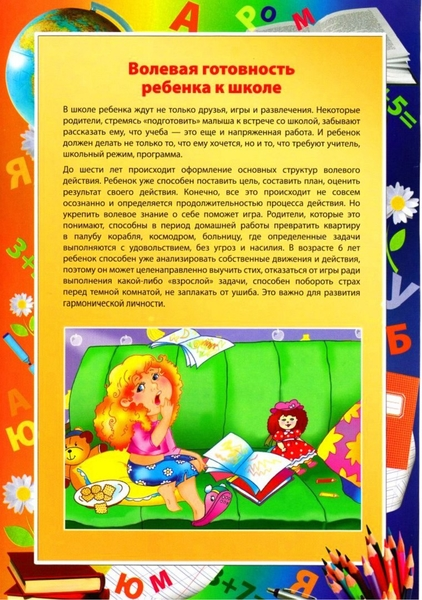 А Р О М
Волевая готовность
ребенка к школе
В школе ребенка ждут не только друзья, игры и развлечения. Некоторые
родители, стремясь «подготовить» малыша к встрече со школой, забывают
рассказать ему, что учеба — это еще и напряженная работа. И ребенок
должен делать не только то, что ему хочется, но и то, что требуют учитель,
школьный режим, программа.
До шести лет происходит оформление основных структур волевого
действия. Ребенок уже способен поставить цель, составить план, оценить
результат своего действия. Конечно, все это происходит не совсем
осознанно и определяется продолжительностью процесса действия. Но
укрепить волевое знание о себе поможет игра. Родители, которые это
понимают, способны в период домашней работы превратить квартиру
в палубу корабля, космодром, больницу, где определенные задачи
выполняются с удовольствием, без угроз и насилия. В возрасте 6 лет
ребенок способен уже анализировать собственные движения и действия,
поэтому он может целенаправленно выучить стих, отказаться от игры ради
выполнения какой-либо «взрослой» задачи, способен побороть страх
перед темной комнатой, не заплакать от ушиба. Это важно для развития
гармонической личности.
Я
У
Б
А
Ю
Ю М
3+7=
Я